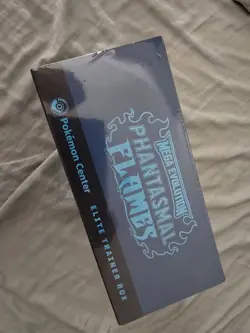 MEGA EVOLUTION
PHANTASMAL
FLAMES
Pokémon Center
ELITE TRAINER BOX